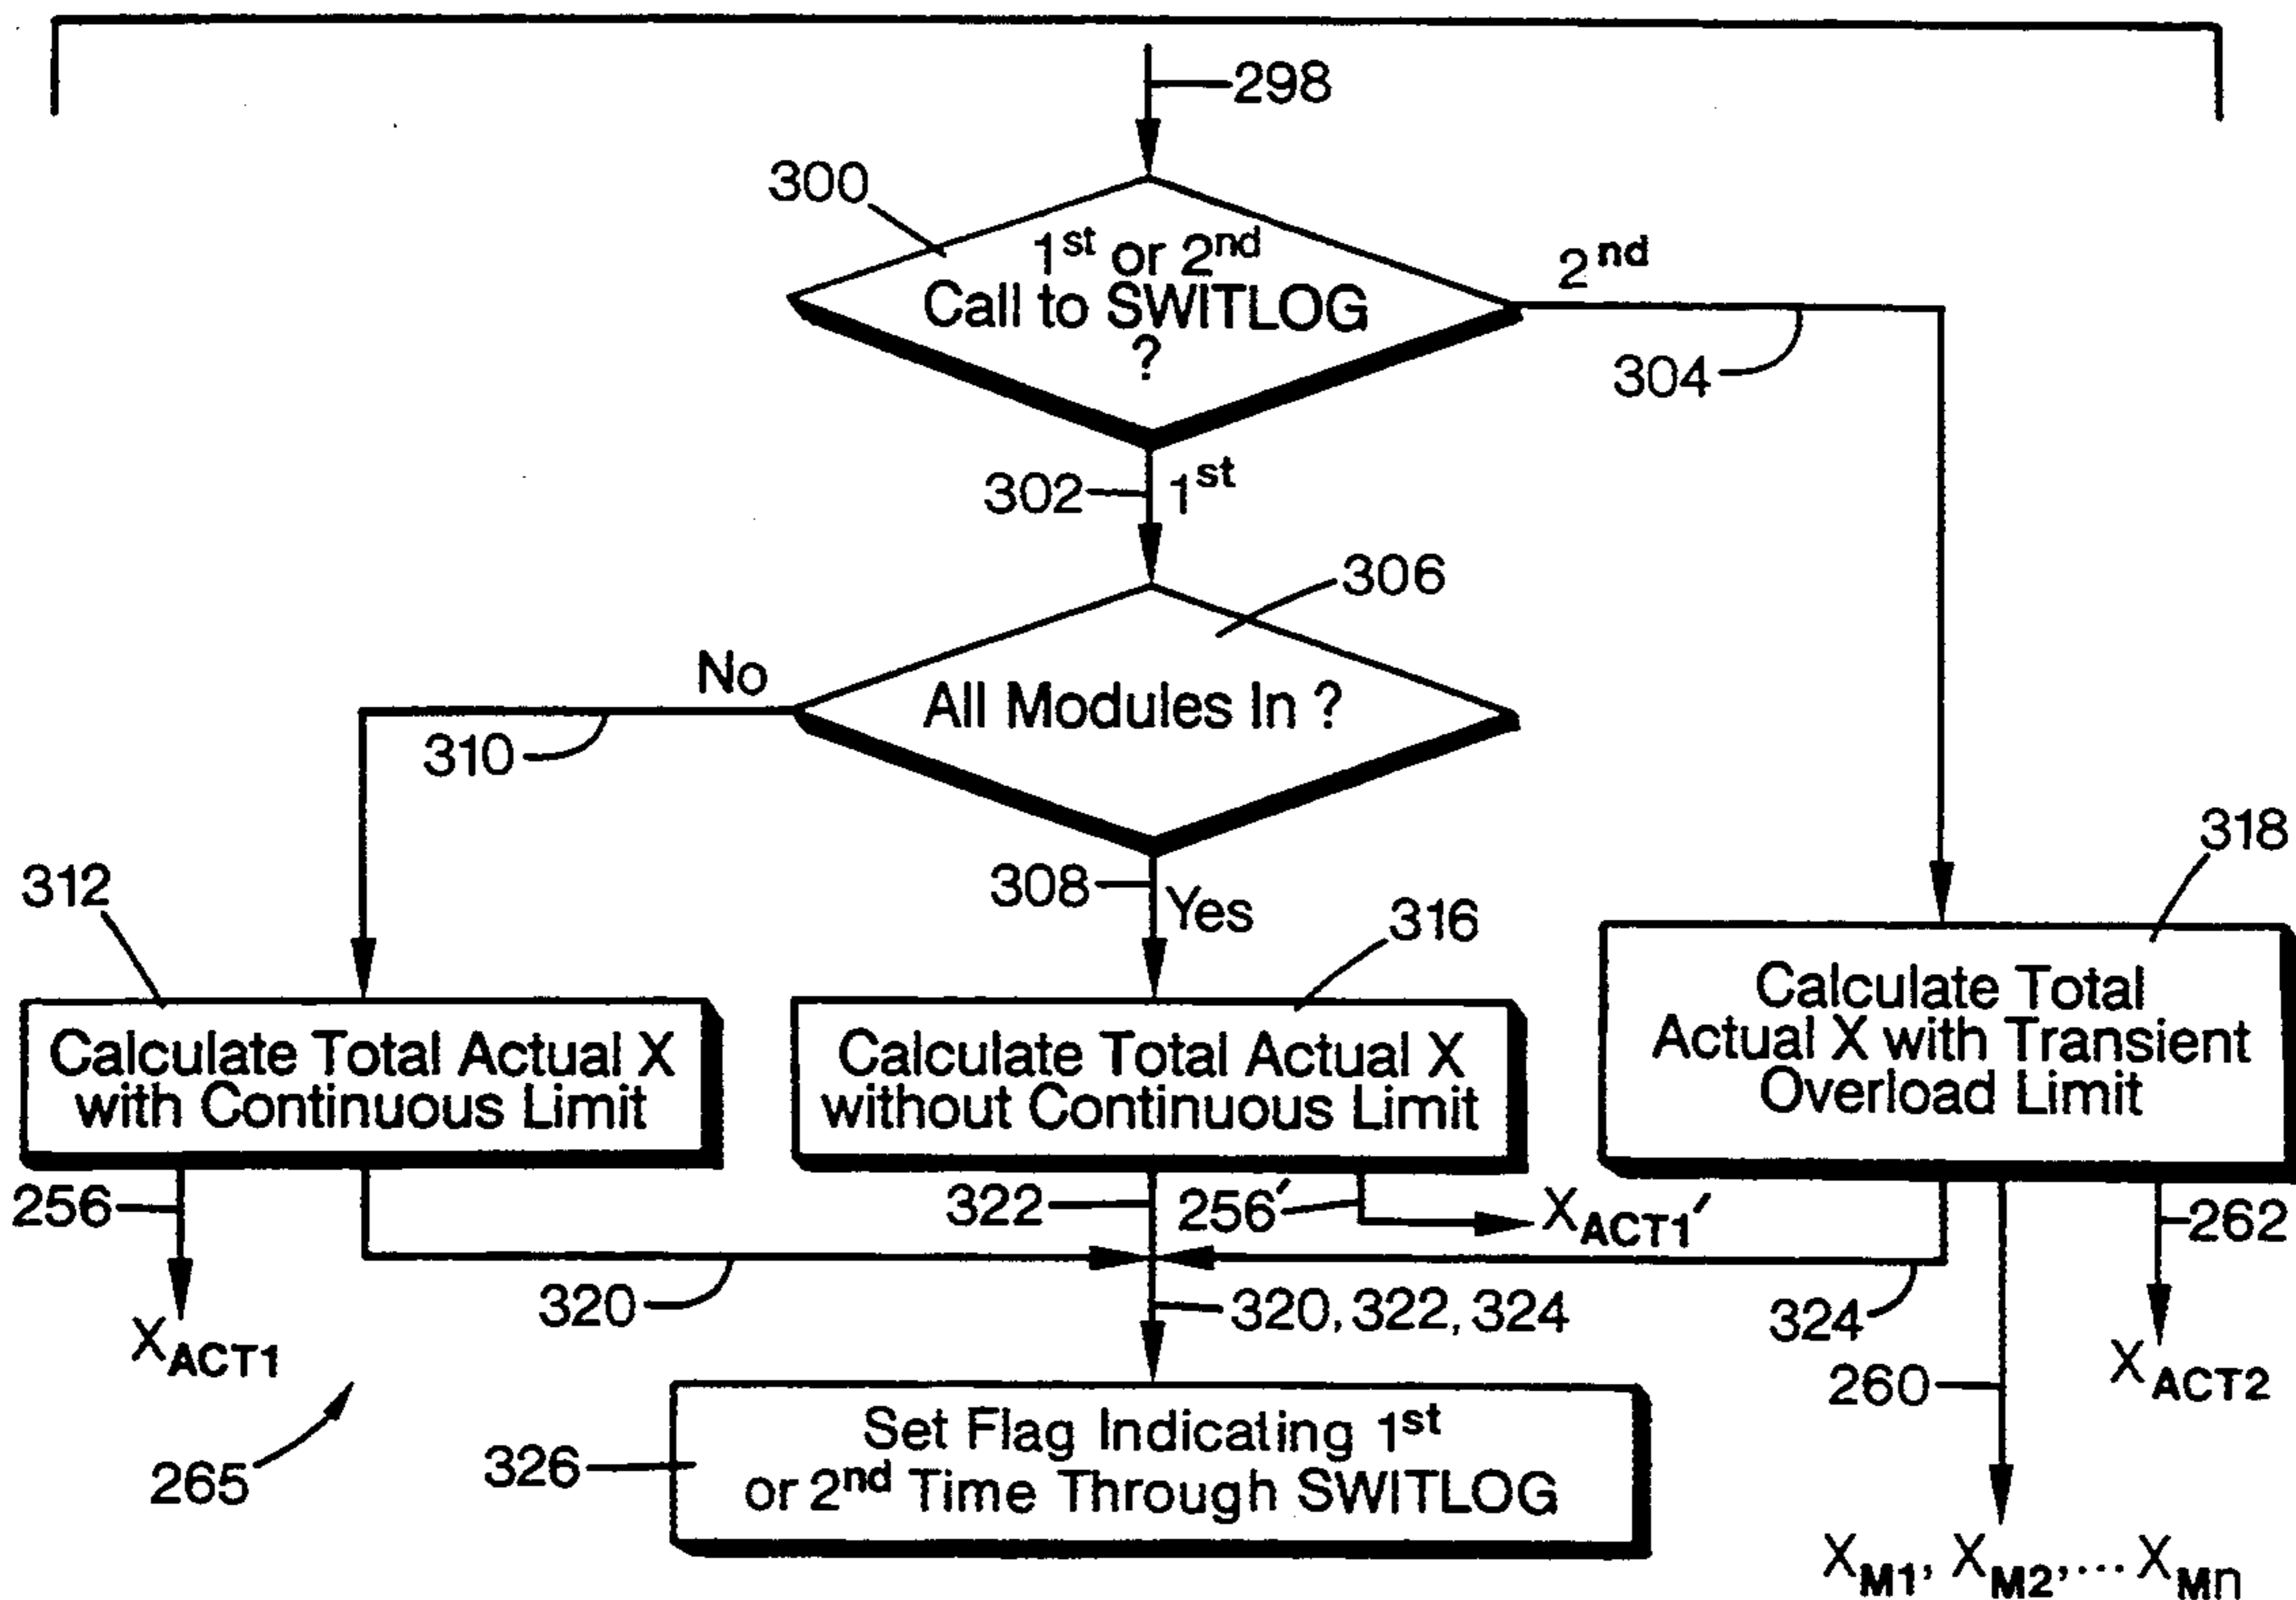 298
300
1st or 2nd
Call to SWITLOG
?
2nd
304
302
1st
306
No
All Modules In ?
310
308
Yes
312
316
318
Calculate Total Actual X
with Continuous Limit
Calculate Total Actual X
without Continuous Limit
Calculate Total
Actual X with Transient
Overload Limit
256
322
256′
XACT1′
262
320
320, 322, 324
324
XACT1
XACT2
260
265
326
Set Flag Indicating 1st
or 2nd Time Through SWITLOG
XM1, XM2,... XMn